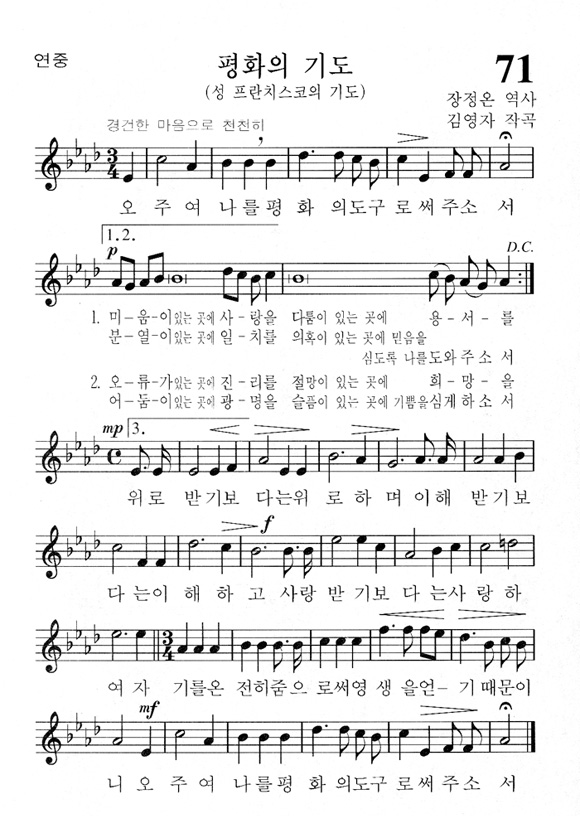 연중
평화의 기도
71
(성 프란치스코의 기도)
장정온 역사
김영자 작곡
경건한 마음으로 천천히
오 주 여 나 를 평 화 의 도 구 로 써 주 소 서
1.2.
p
D.C.
1. 미-움-이 있는 곳에 사-랑을 다툼이 있는 곳에 용-서-를
분-열-이 있는 곳에 일-치를 의혹이 있는 곳에 믿음을
심도록 나를 도와주소서
2. 오-류-가 있는 곳에 진-리를 절망이 있는 곳에 희-망-을
어-둠-이 있는 곳에 광-명을 슬픔이 있는 곳에 기쁨을 심게하소서
mp
3.
위로 받기보 다는위 로 하 며 이해 받기보
f
다 는이 해 하 고 사랑 받 기보 다 는사 랑 하
여 자 기를온 전히줌으 로써영 생 을얻- 기 때문이
mf
니 오 주 여 나를평 화 의도구 로써 주소 서